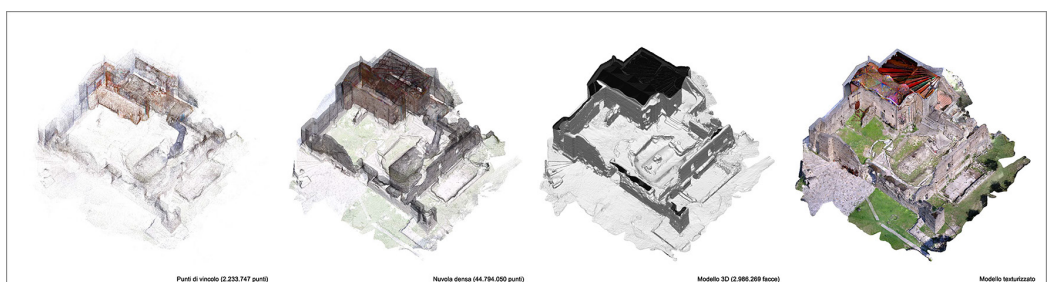 Punti di vincolo (2.233.747 punti)
Nuvola densa (44.794.050 punti)
Modello 3D (2.986.269 facce)
Modello texturizzato